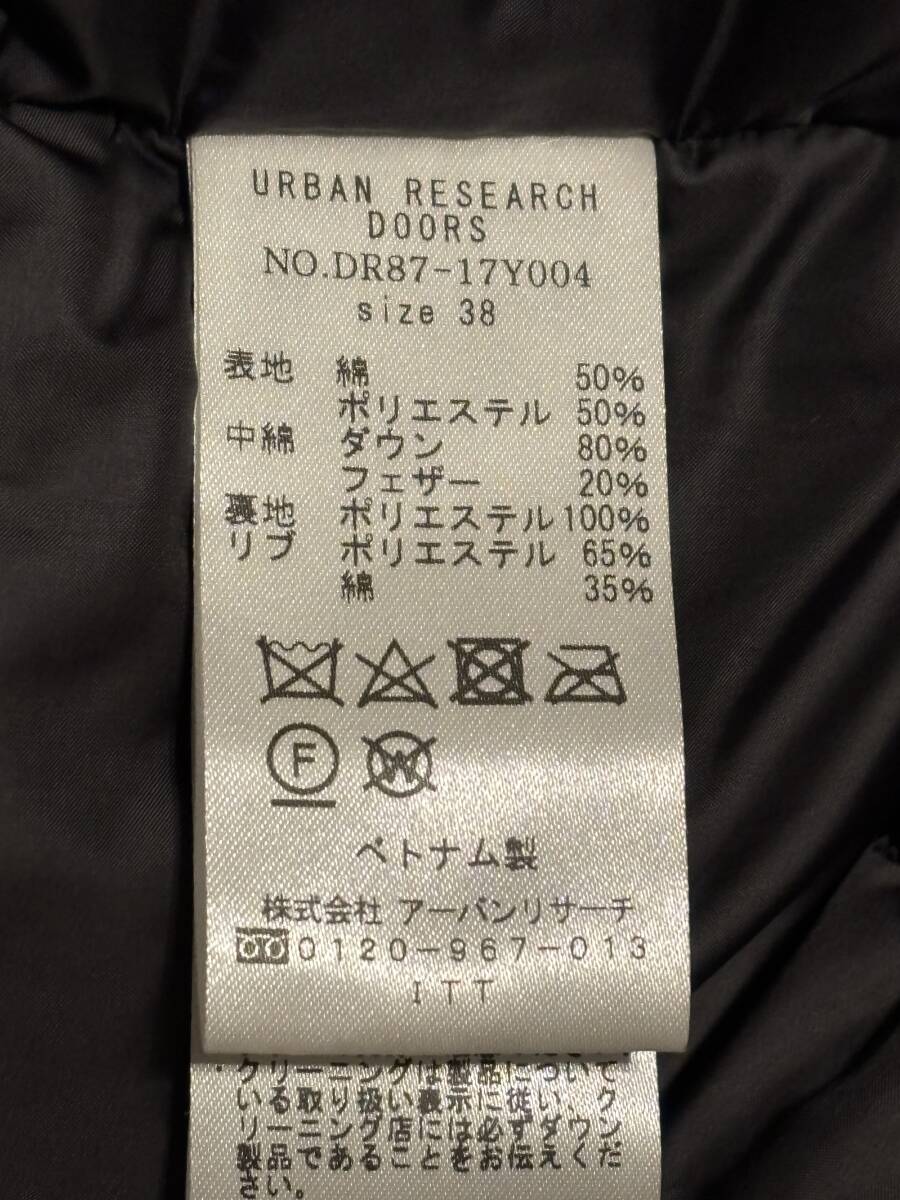 URBAN RESEARCH
DOORS
NO.DR87-17Y004
size 38
表地 綿 50%
ポリエステル 50%
中綿 ダウン 80%
フェザー 20%
裏地 ポリエステル 100%
リブ ポリエステル 65%
綿 35%
F
W
ベトナム製
株式会社 アーバンリサーチ
0120-967-013
ITT
クリーニングは製品についてク
いる取り扱い表示に従い、クン
リーニング店には必ずダウンだ
製品であることをお伝えくだ
さい。